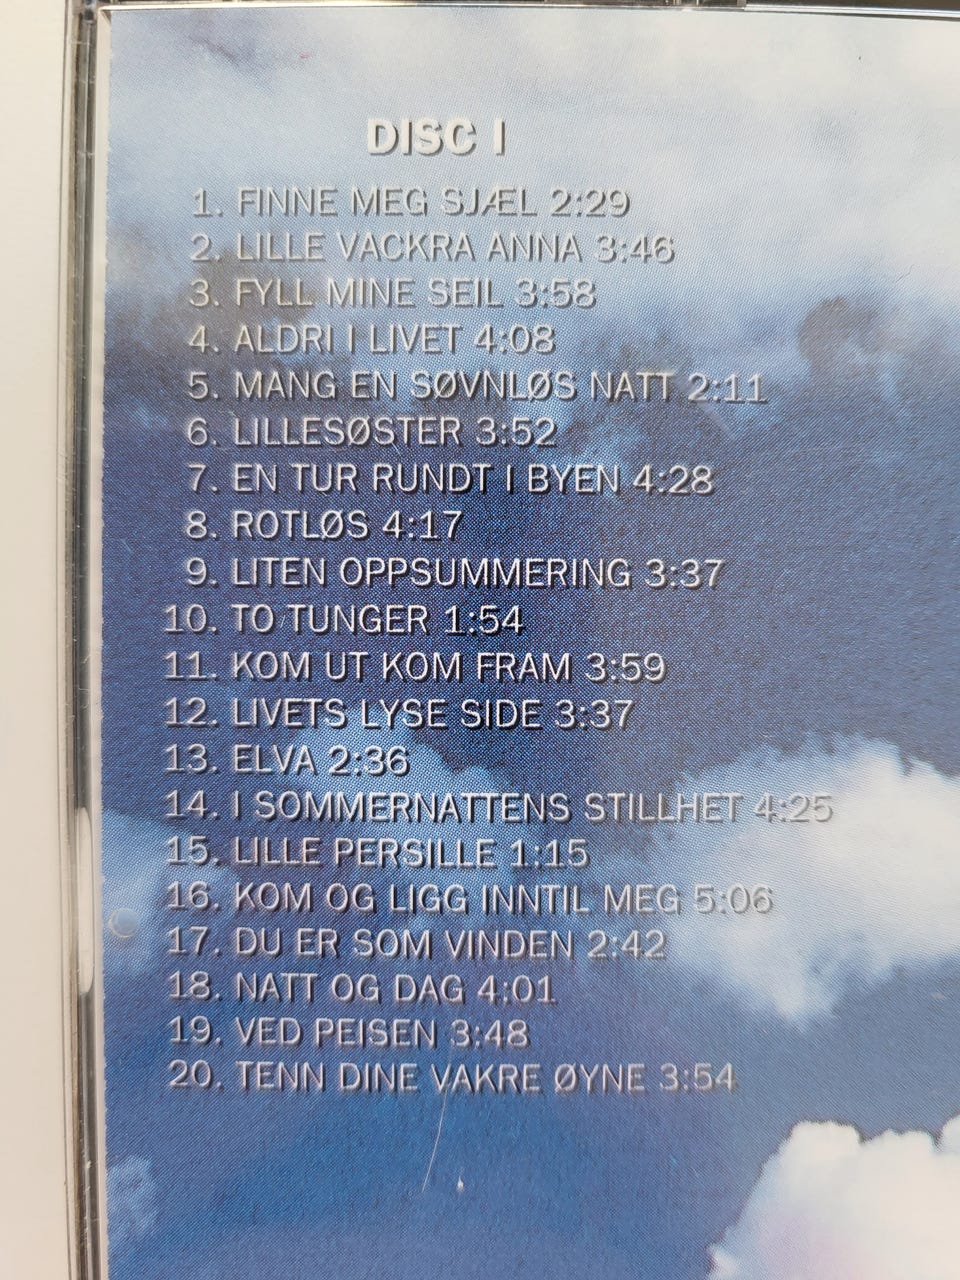 DISC I
1. FINNE MEG SJÆL 2:29
2. LILLE VACKRA ANNA 3:46
3. FYLL MINE SEIL 3:58
4. ALDRI I LIVET 4:08
5. MANG EN SØVNLØS NATT 2:11
6. LILLESØSTER 3:52
7. EN TUR RUNDT I BYEN 4:28
8. ROTLØS 4:17
9. LITEN OPPSUMMERING 3:37
10. TO TUNGER 1:54
11. KOM UT KOM FRAM 3:59
12. LIVETS LYSE SIDE 3:37
13. ELVA 2:36
14. I SOMMERNATTENS STILLHET 4:25
15. LILLE PERSILLE 1:15
16. KOM OG LIGG INNTIL MEG 5:06
17. DU ER SOM VINDEN 2:42
18. NATT OG DAG 4:01
19. VED PEISEN 3:48
20. TENN DINE VAKRE ØYNE 3:54